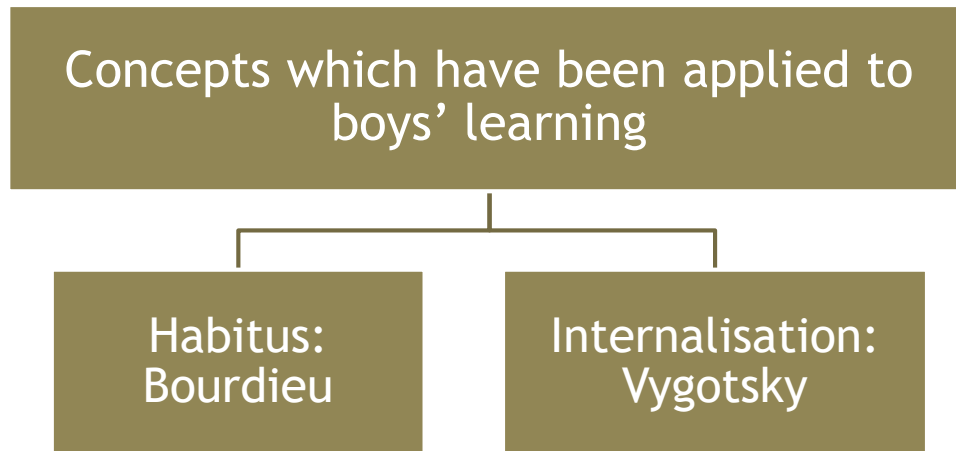 Concepts which have been applied to
boys’ learning
Habitus:
Bourdieu
Internalisation:
Vygotsky